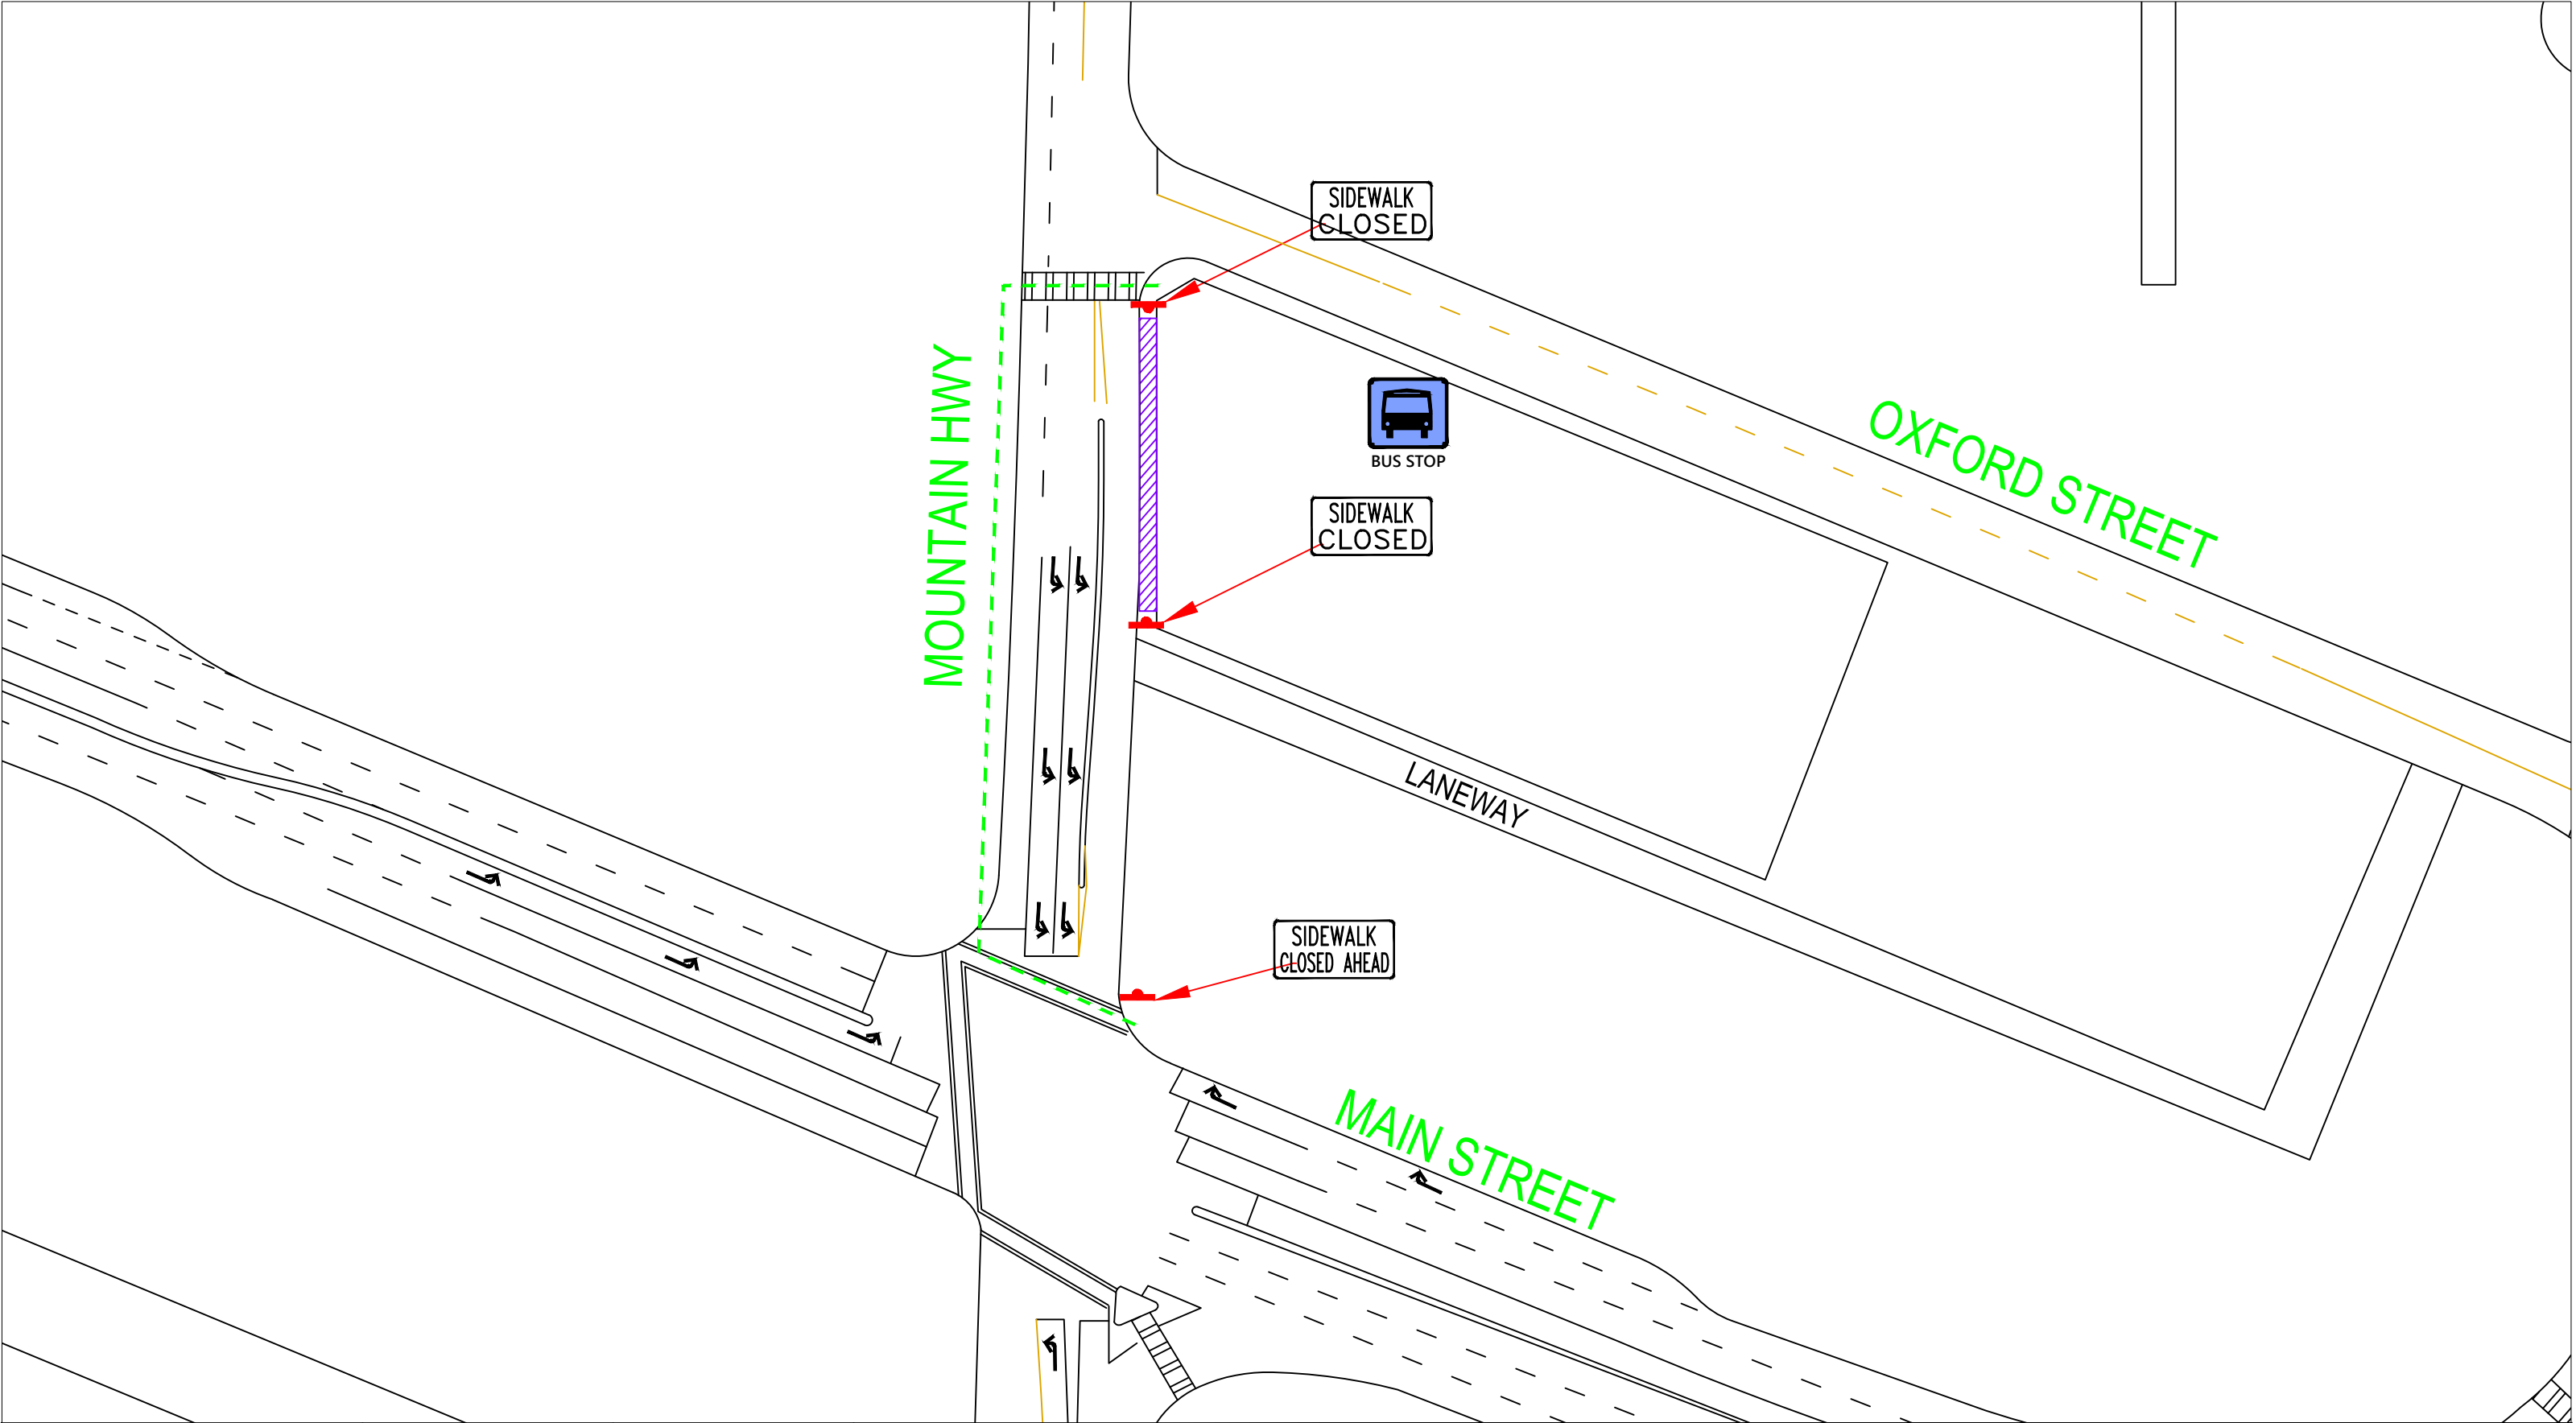 SIDEWALK
CLOSED
MOUNTAIN HWY
BUS STOP
OXFORD STREET
SIDEWALK
CLOSED
LANEWAY
SIDEWALK
CLOSED AHEAD
MAIN STREET